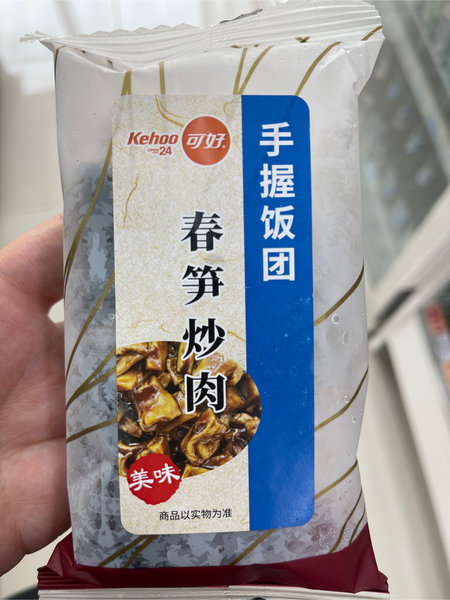 Kehoo 可好
OPEN 24
手握饭团
春笋炒肉
美味
商品以实物为准